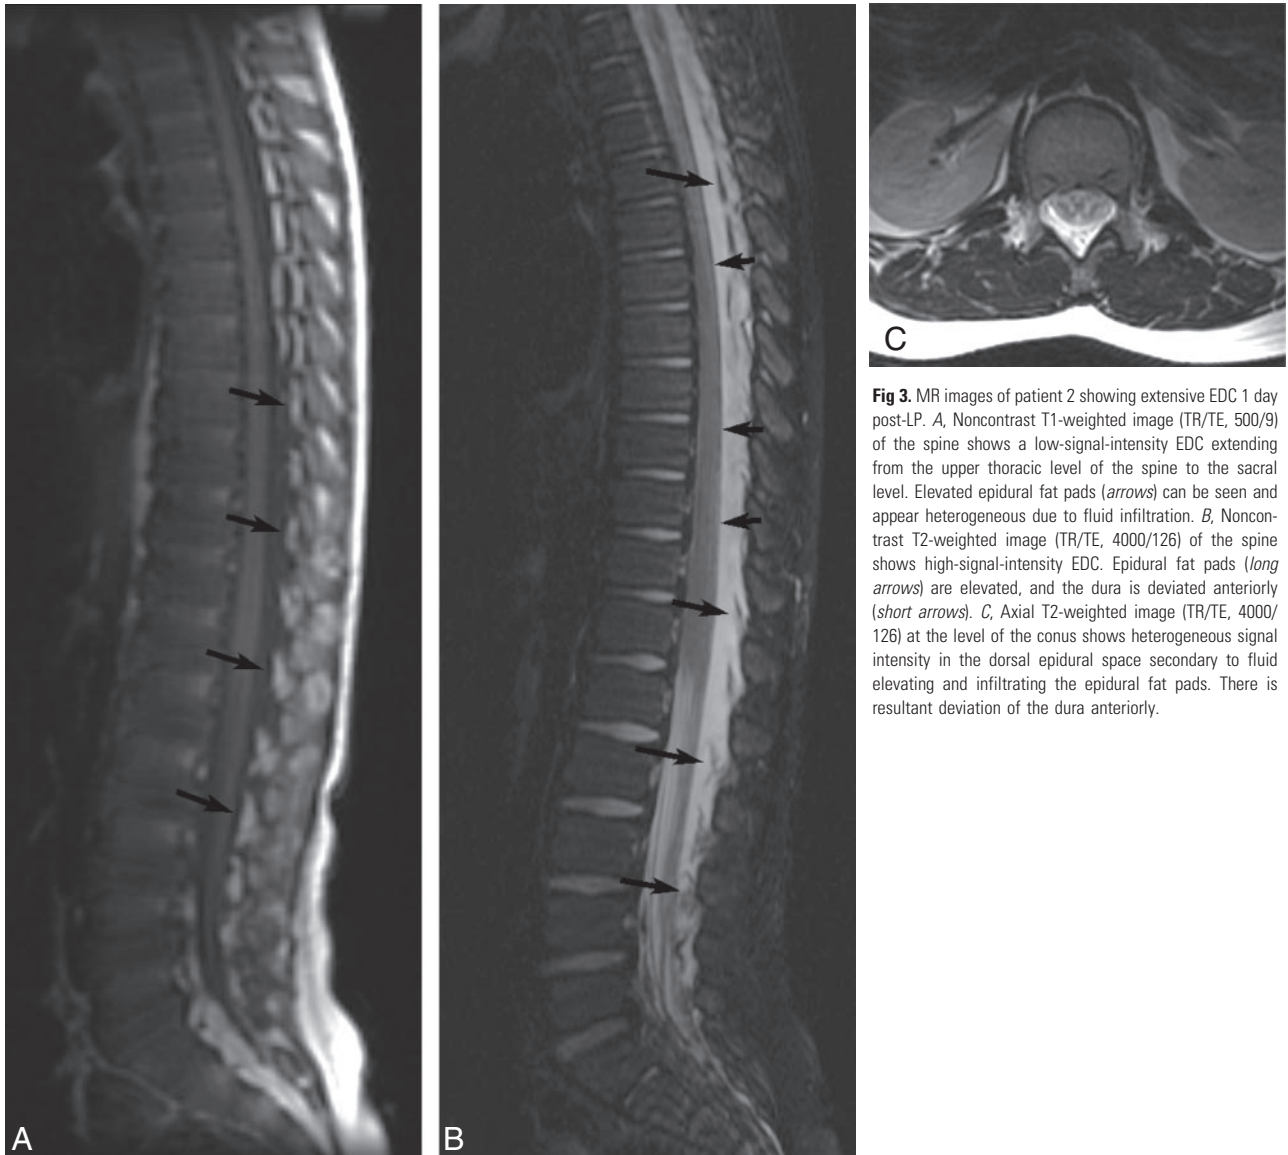 A
B
C
Fig 3. MR images of patient 2 showing extensive EDC 1 day
post-LP. A, Noncontrast T1-weighted image (TR/TE, 500/9)
of the spine shows a low-signal-intensity EDC extending
from the upper thoracic level of the spine to the sacral
level. Elevated epidural fat pads (arrows) can be seen and
appear heterogeneous due to fluid infiltration. B, Noncon-
trast T2-weighted image (TR/TE, 4000/126) of the spine
shows high-signal-intensity EDC. Epidural fat pads (long
arrows) are elevated, and the dura is deviated anteriorly
(short arrows). C, Axial T2-weighted image (TR/TE, 4000/
126) at the level of the conus shows heterogeneous signal
intensity in the dorsal epidural space secondary to fluid
elevating and infiltrating the epidural fat pads. There is
resultant deviation of the dura anteriorly.